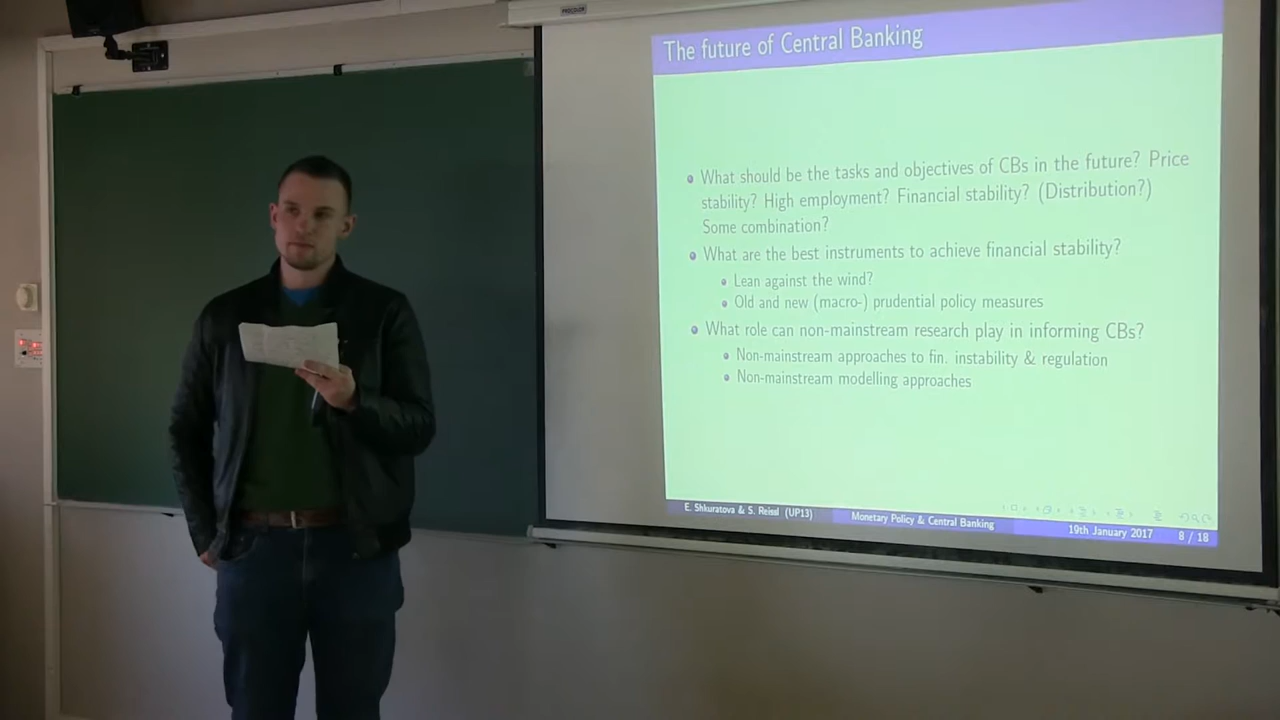 PROCOLOR
The future of Central Banking
What should be the tasks and objectives of CBs in the future? Price
stability? High employment? Financial stability? (Distribution?)
Some combination?
What are the best instruments to achieve financial stability?
Lean against the wind?
Old and new (macro-) prudential policy measures
What role can non-mainstream research play in informing CBs?
Non-mainstream approaches to fin. instability & regulation
Non-mainstream modelling approaches
E. Shkuratova & S. Reissl (UP13) Monetary Policy & Central Banking 19th January 2017 8 / 18